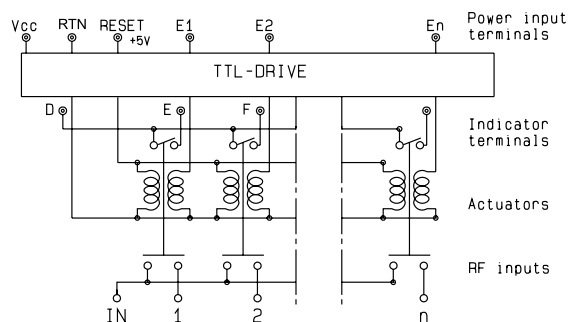 Vcc RTN RESET E1 E2 En Power input
+5V terminals
TTL-DRIVE
D E F
Indicator
terminals
Actuators
RF inputs
IN 1 2 n